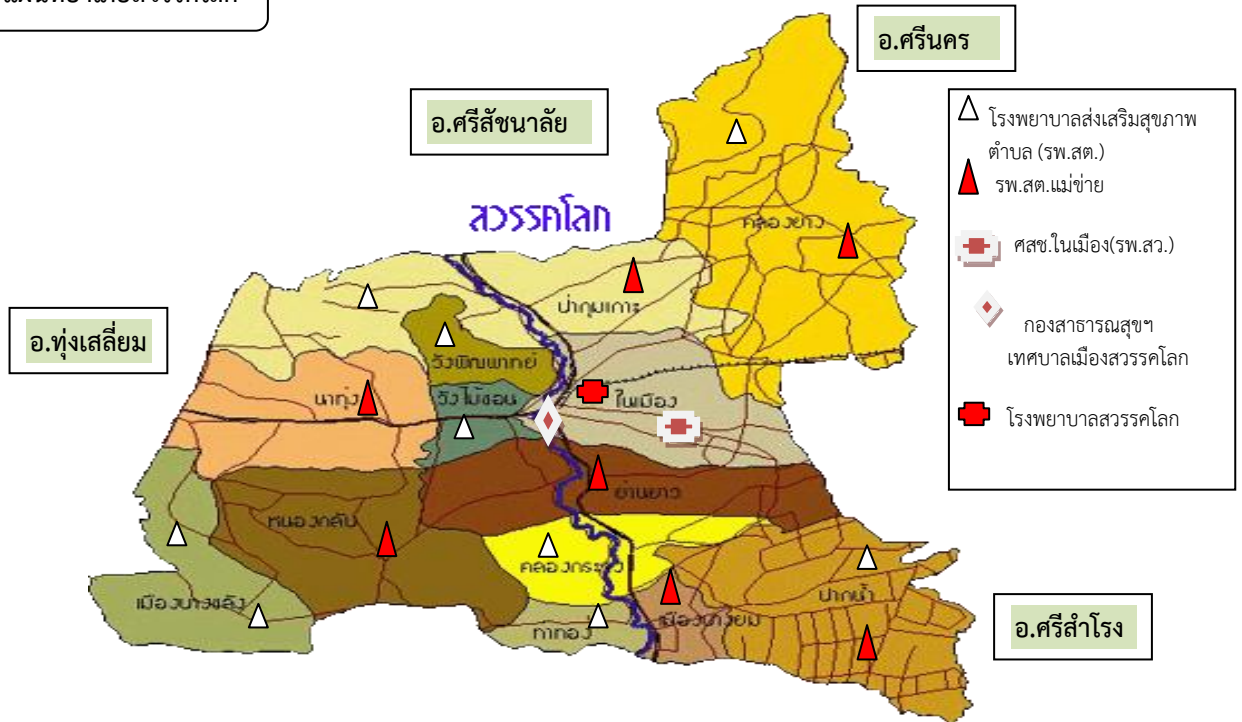 อ.ศรีนคร
อ.ศรีสัชนาลัย
โรงพยาบาลส่งเสริมสุขภาพ
ตำบล (รพ.สต.)
รพ.สต.แม่ข่าย
ศสช.ในเมือง(รพ.สว.)
กองสาธารณสุขฯ
เทศบาลเมืองสวรรคโลก
โรงพยาบาลสวรรคโลก
สวรรคโลก
คลองยาง
ป่ากุมเกาะ
อ.ทุ่งเสลี่ยม
วังพิณพาทย์
นาทุ่ง
วังไม้ขอน
ในเมือง
ย่านยาว
หนองกลับ
คลองกระจง
เมืองบางขลัง
ท่าทอง
เมืองบางยม
ปากน้ำ
อ.ศรีสำโรง